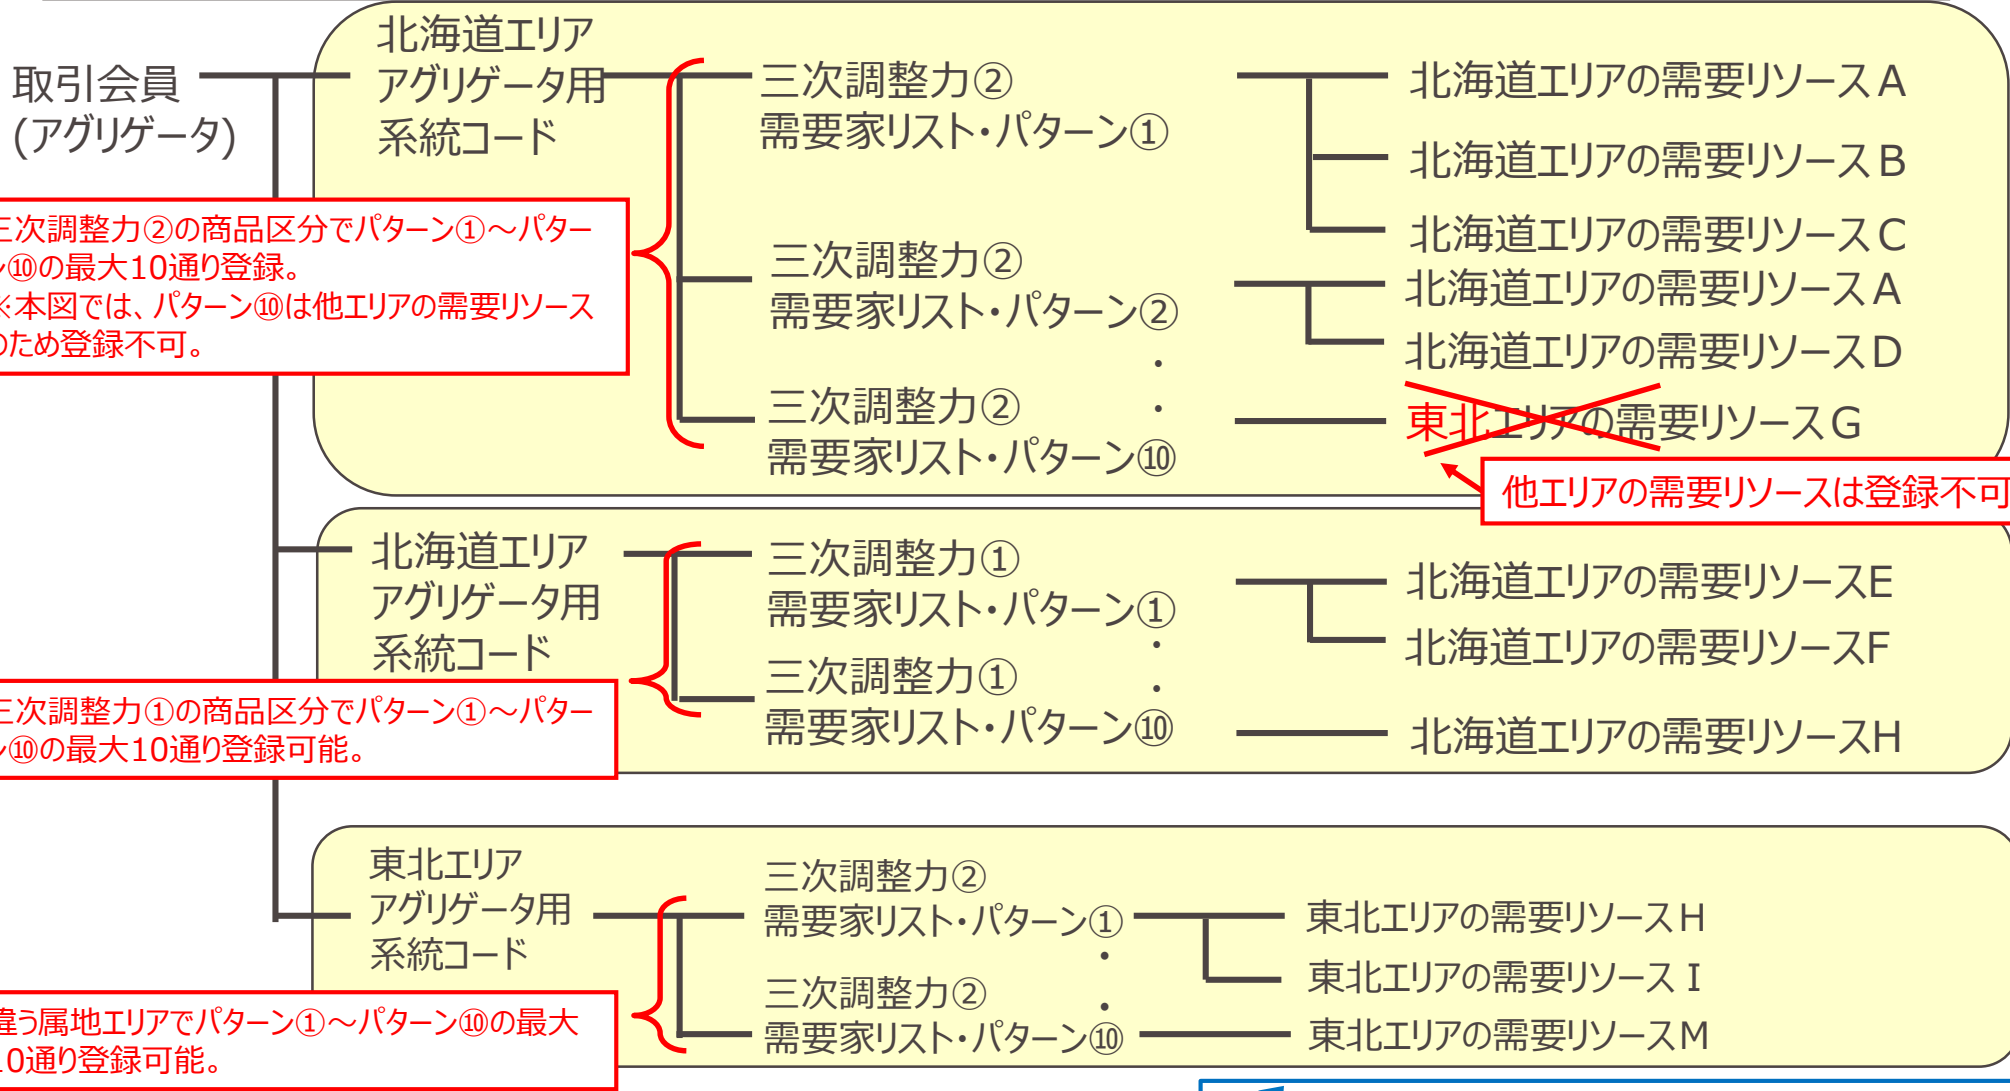 取引会員
(アグリゲータ)
北海道エリア
アグリゲータ用
系統コード
三次調整力②
需要家リスト・パターン①
北海道エリアの需要リソースA
北海道エリアの需要リソースB
北海道エリアの需要リソースC
三次調整力②
需要家リスト・パターン②
北海道エリアの需要リソースA
北海道エリアの需要リソースD
・
・
三次調整力②
需要家リスト・パターン⑩
東北エリアの需要リソースG
他エリアの需要リソースは登録不可
三次調整力②の商品区分でパターン①～パター
ン⑩の最大10通り登録。
※本図では、パターン⑩は他エリアの需要リソース
のため登録不可。
北海道エリア
アグリゲータ用
系統コード
三次調整力①
需要家リスト・パターン①
北海道エリアの需要リソースE
北海道エリアの需要リソースF
・
・
三次調整力①
需要家リスト・パターン⑩
北海道エリアの需要リソースH
三次調整力①の商品区分でパターン①～パター
ン⑩の最大10通り登録可能。
東北エリア
アグリゲータ用
系統コード
三次調整力②
需要家リスト・パターン①
東北エリアの需要リソースH
東北エリアの需要リソースI
・
・
三次調整力②
需要家リスト・パターン⑩
東北エリアの需要リソースM
違う属地エリアでパターン①～パターン⑩の最大
10通り登録可能。